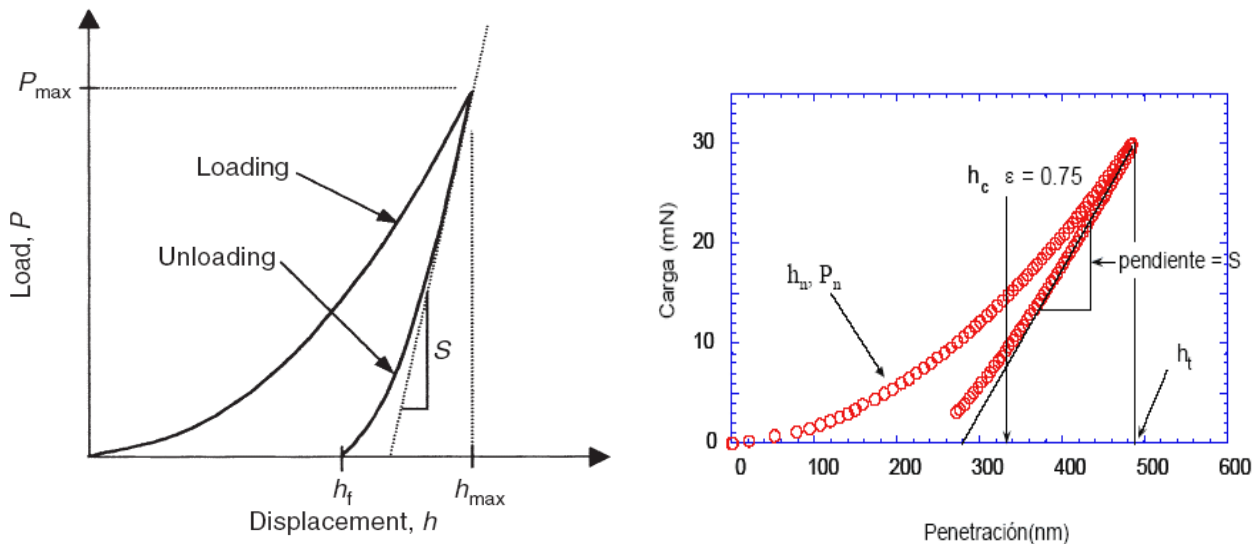 P_max
Loading
Unloading
Load, P
S
h_f
h_max
Displacement, h
30
20
10
0
Carga (mN)
h_c ε = 0.75
h_n, P_n
pendiente = S
h_t
0 100 200 300 400 500 600
Penetración(nm)